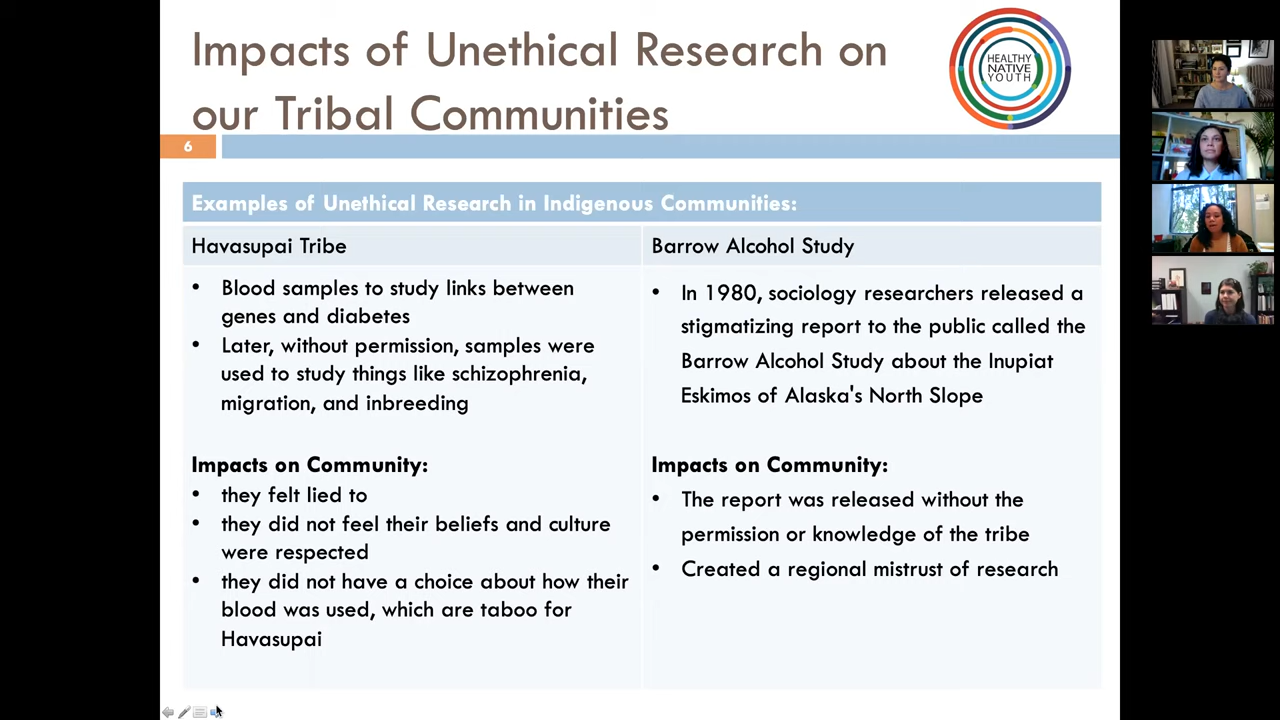 Impacts of Unethical Research on
our Tribal Communities
HEALTHY
NATIVE
YOUTH
6
Examples of Unethical Research in Indigenous Communities:
Havasupai Tribe
• Blood samples to study links between
genes and diabetes
• Later, without permission, samples were
used to study things like schizophrenia,
migration, and inbreeding
Impacts on Community:
• they felt lied to
• they did not feel their beliefs and culture
were respected
• they did not have a choice about how their
blood was used, which are taboo for
Havasupai
Barrow Alcohol Study
• In 1980, sociology researchers released a
stigmatizing report to the public called the
Barrow Alcohol Study about the Inupiat
Eskimos of Alaska's North Slope
Impacts on Community:
• The report was released without the
permission or knowledge of the tribe
• Created a regional mistrust of research